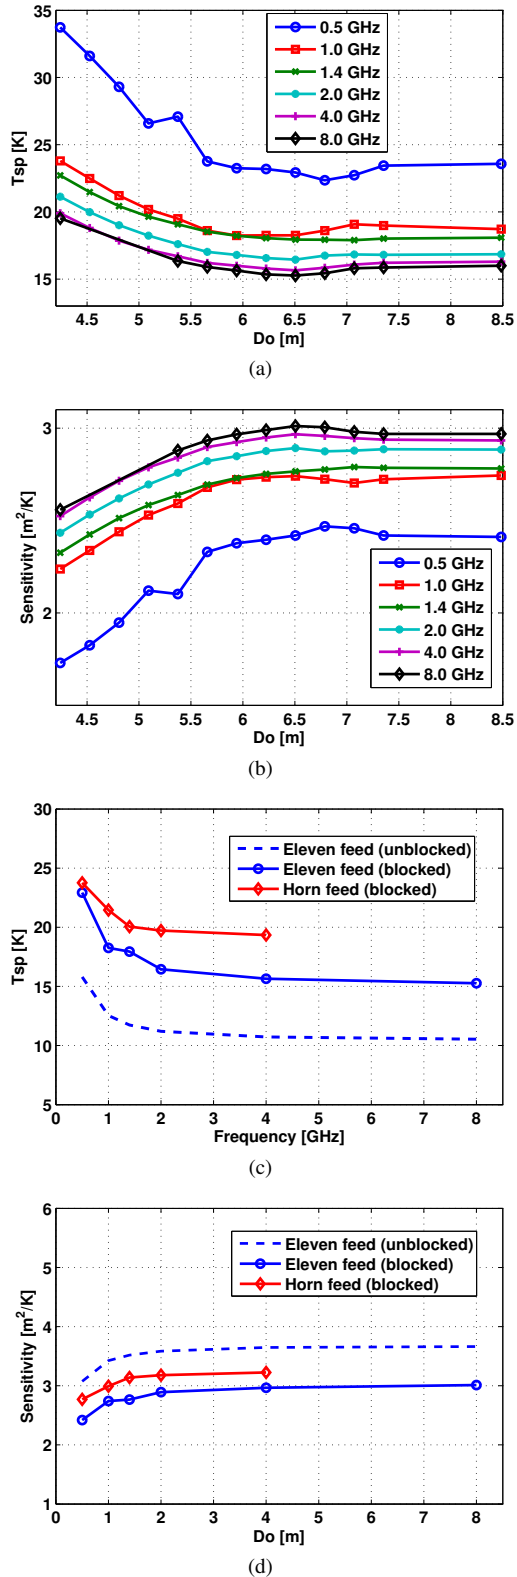 35
30
25
20
15
Tsp [K]
0.5 GHz
1.0 GHz
1.4 GHz
2.0 GHz
4.0 GHz
8.0 GHz
4.5 5 5.5 6 6.5 7 7.5 8 8.5
Do [m]
(a)
3
2
Sensitivity [m²/K]
0.5 GHz
1.0 GHz
1.4 GHz
2.0 GHz
4.0 GHz
8.0 GHz
4.5 5 5.5 6 6.5 7 7.5 8 8.5
Do [m]
(b)
30
25
20
15
10
5
Tsp [K]
Eleven feed (unblocked)
Eleven feed (blocked)
Horn feed (blocked)
0 1 2 3 4 5 6 7 8
Frequency [GHz]
(c)
6
5
4
3
2
1
Sensitivity [m²/K]
Eleven feed (unblocked)
Eleven feed (blocked)
Horn feed (blocked)
0 1 2 3 4 5 6 7 8
Do [m]
(d)